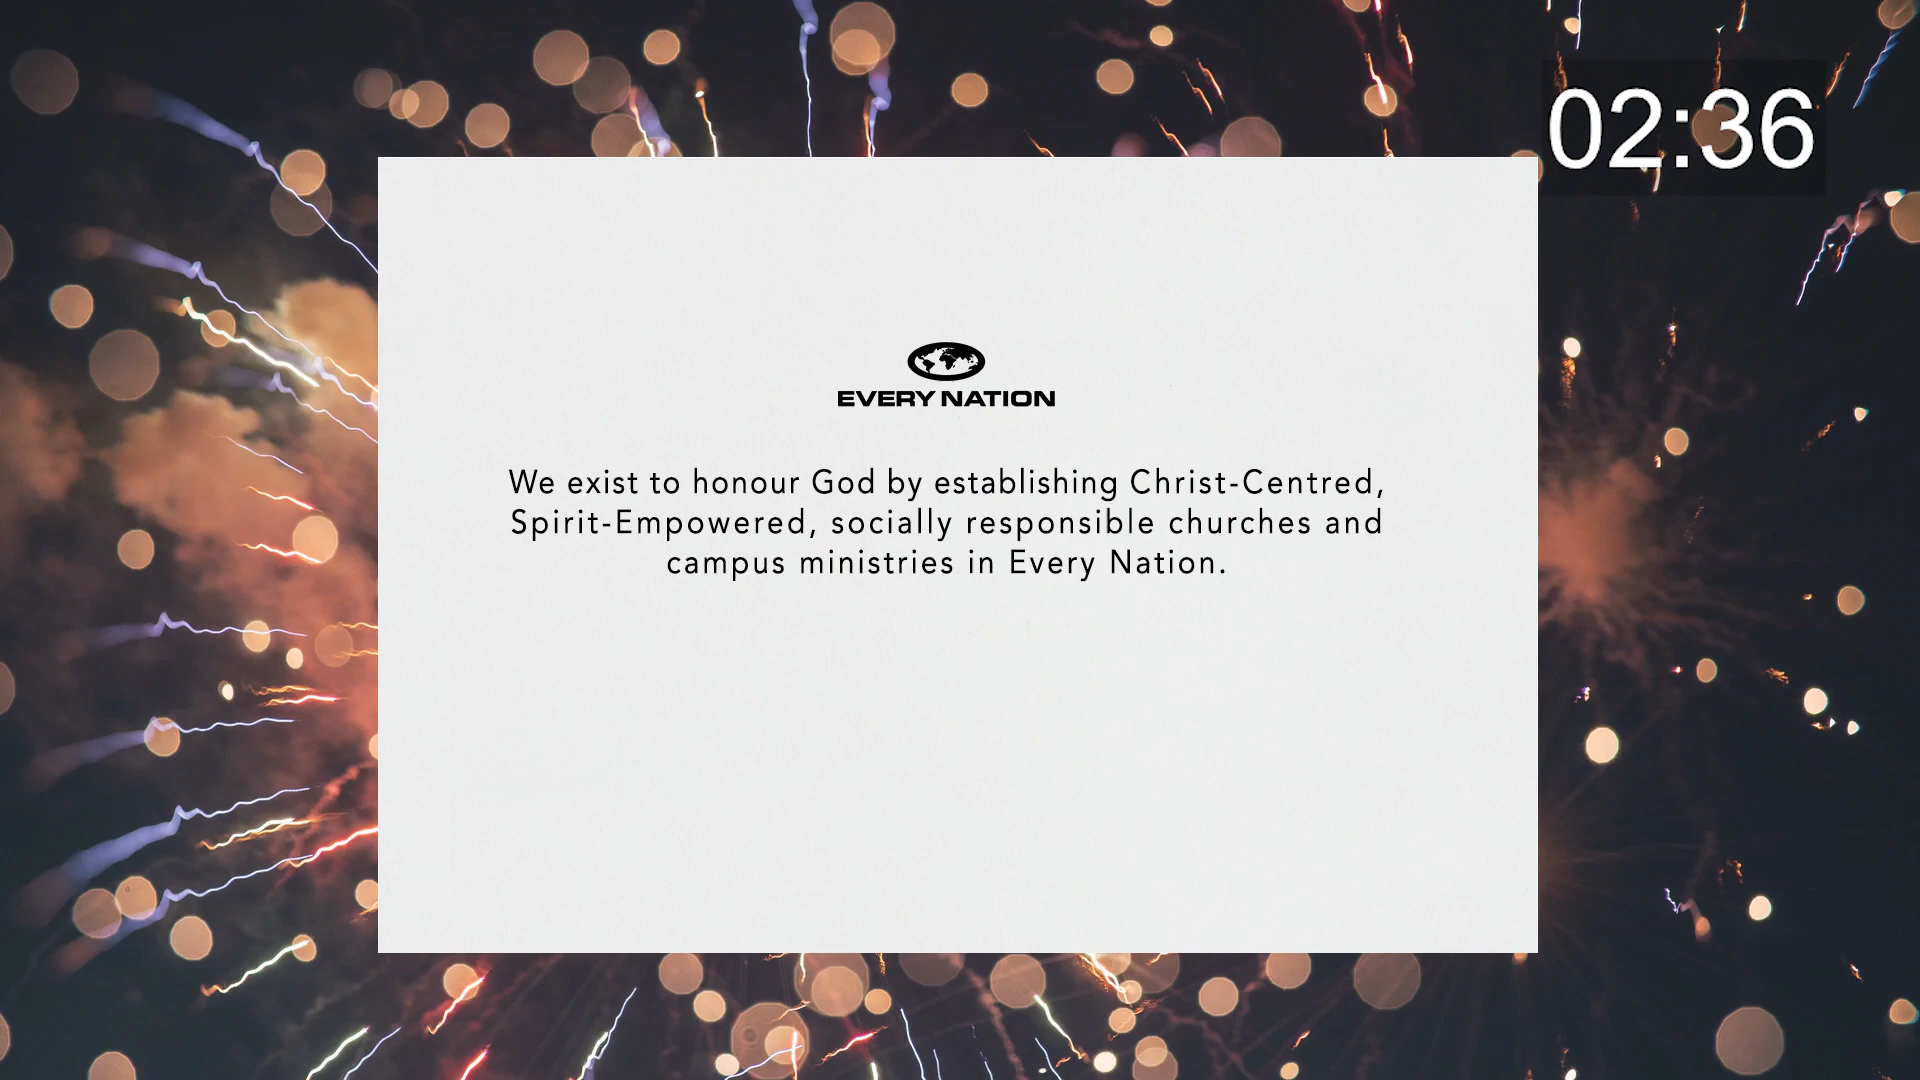 02:36
EVERY NATION
We exist to honour God by establishing Christ-Centred,
Spirit-Empowered, socially responsible churches and
campus ministries in Every Nation.